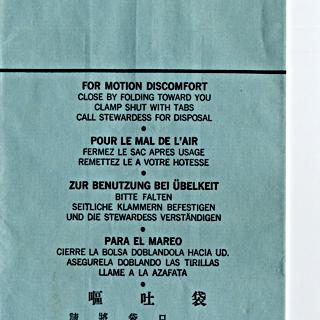 FOR MOTION DISCOMFORT
CLOSE BY FOLDING TOWARD YOU
CLAMP SHUT WITH TABS
CALL STEWARDESS FOR DISPOSAL
POUR LE MAL DE L'AIR
FERMEZ LE SAC APRES USAGE
REMETTEZ LE A VOTRE HOTESSE
ZUR BENUTZUNG BEI ÜBELKEIT
BITTE FALTEN
SEITLICHE KLAMMERN BEFESTIGEN
UND DIE STEWARDESS VERSTÄNDIGEN
PARA EL MAREO
CIERRE LA BOLSA DOBLANDOLA HACIA UD.
ASEGURELA DOBLANDO LAS TIRILLAS
LLAME A LA AZAFATA
嘔吐袋
將袋口